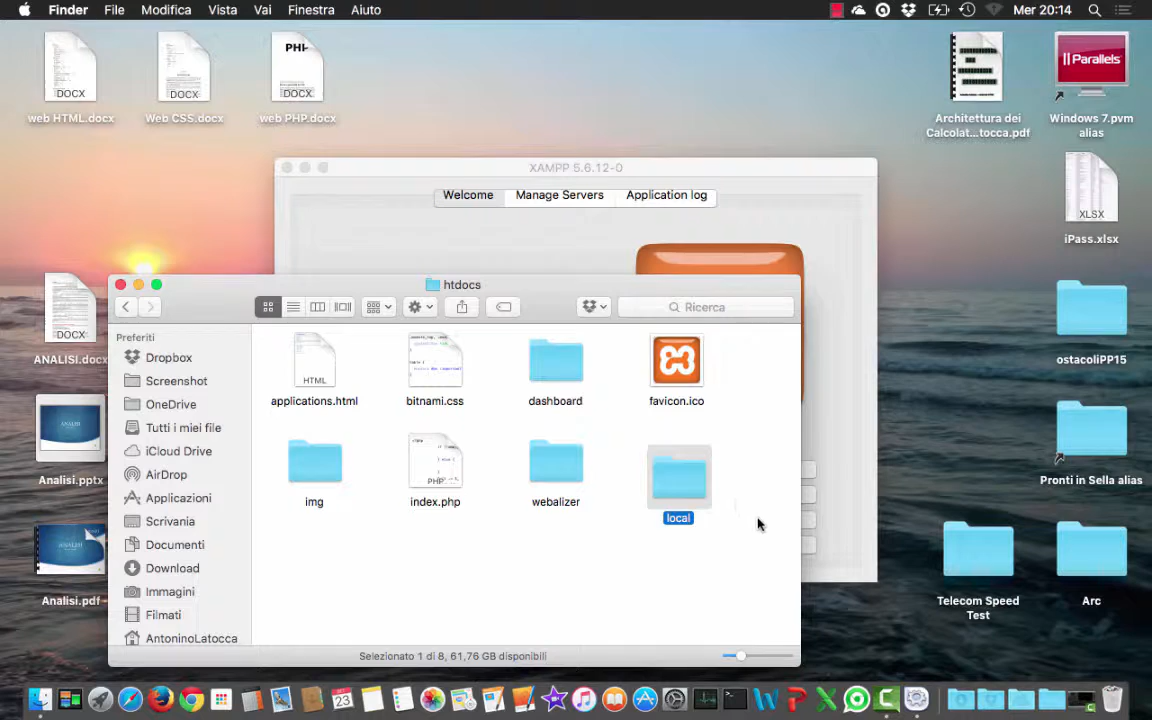 Finder File Modifica Vista Vai Finestra Aiuto
Mer 20:14
DOCX
web HTML.docx
DOCX
Web CSS.docx
PHP
DOCX
web PHP.docx
Architettura dei
Calcolat...tocca.pdf
Parallels
Windows 7.pvm
alias
XLSX
iPass.xlsx
ostacoliPP15
Pronti in Sella alias
Telecom Speed
Test
Arc
DOCX
ANALISI.docx
ANALISI
Analisi.pptx
ANALISI
Analisi.pdf
XAMPP 5.6.12-0
Welcome Manage Servers Application log
htdocs
Ricerca
Preferiti
Dropbox
Screenshot
OneDrive
Tutti i miei file
iCloud Drive
AirDrop
Applicazioni
Scrivania
Documenti
Download
Immagini
Filmati
AntoninoLatocca
HTML
applications.html
bitnami.css
dashboard
favicon.ico
img
PHP
index.php
webalizer
local
Selezionato 1 di 8, 61,76 GB disponibili
23